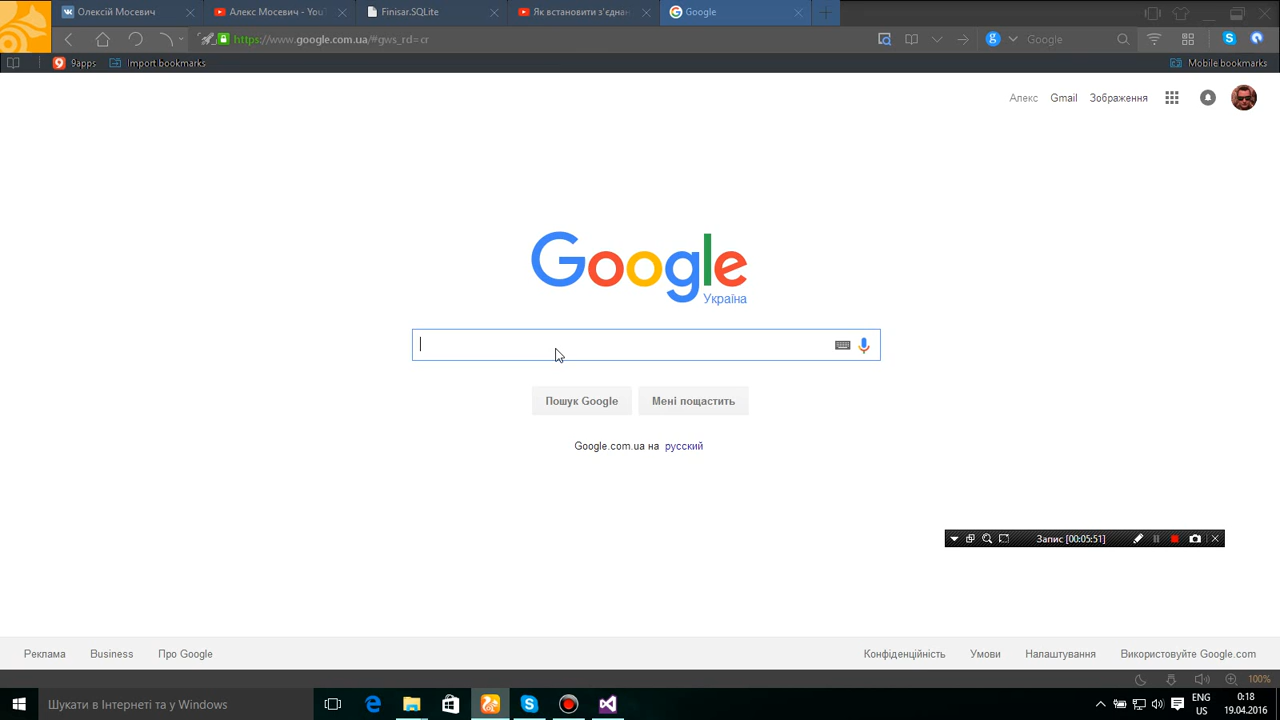 Олексій Мосевич
Алекс Мосевич - You
Finisar.SQLite
Як встановити з'єднан
Google
https://www.google.com.ua/#gws_rd=cr
g
Google
9apps
Import bookmarks
Mobile bookmarks
Алекс
Gmail
Зображення
Google
Україна
Пошук Google
Мені пощастить
Google.com.ua на русский
Запис [00:05:51]
Реклама
Business
Про Google
Конфіденційність
Умови
Налаштування
Використовуйте Google.com
100%
Шукати в Інтернеті та у Windows
ENG
US
0:18
19.04.2016